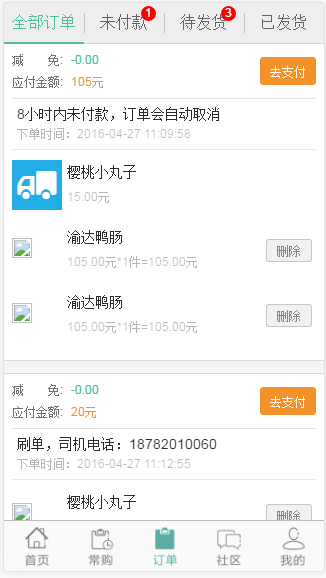 全部订单 未付款 1 待发货 3 已发货
减 免: -0.00
应付金额: 105元
去支付
8小时内未付款，订单会自动取消
下单时间：2016-04-27 11:09:58
樱桃小丸子
15.00元
渝达鸭肠
105.00元*1件=105.00元
删除
渝达鸭肠
105.00元*1件=105.00元
删除
减 免: -0.00
应付金额: 20元
去支付
刷单，司机电话：18782010060
下单时间：2016-04-27 11:12:55
樱桃小丸子
首页 常购 订单 社区 我的